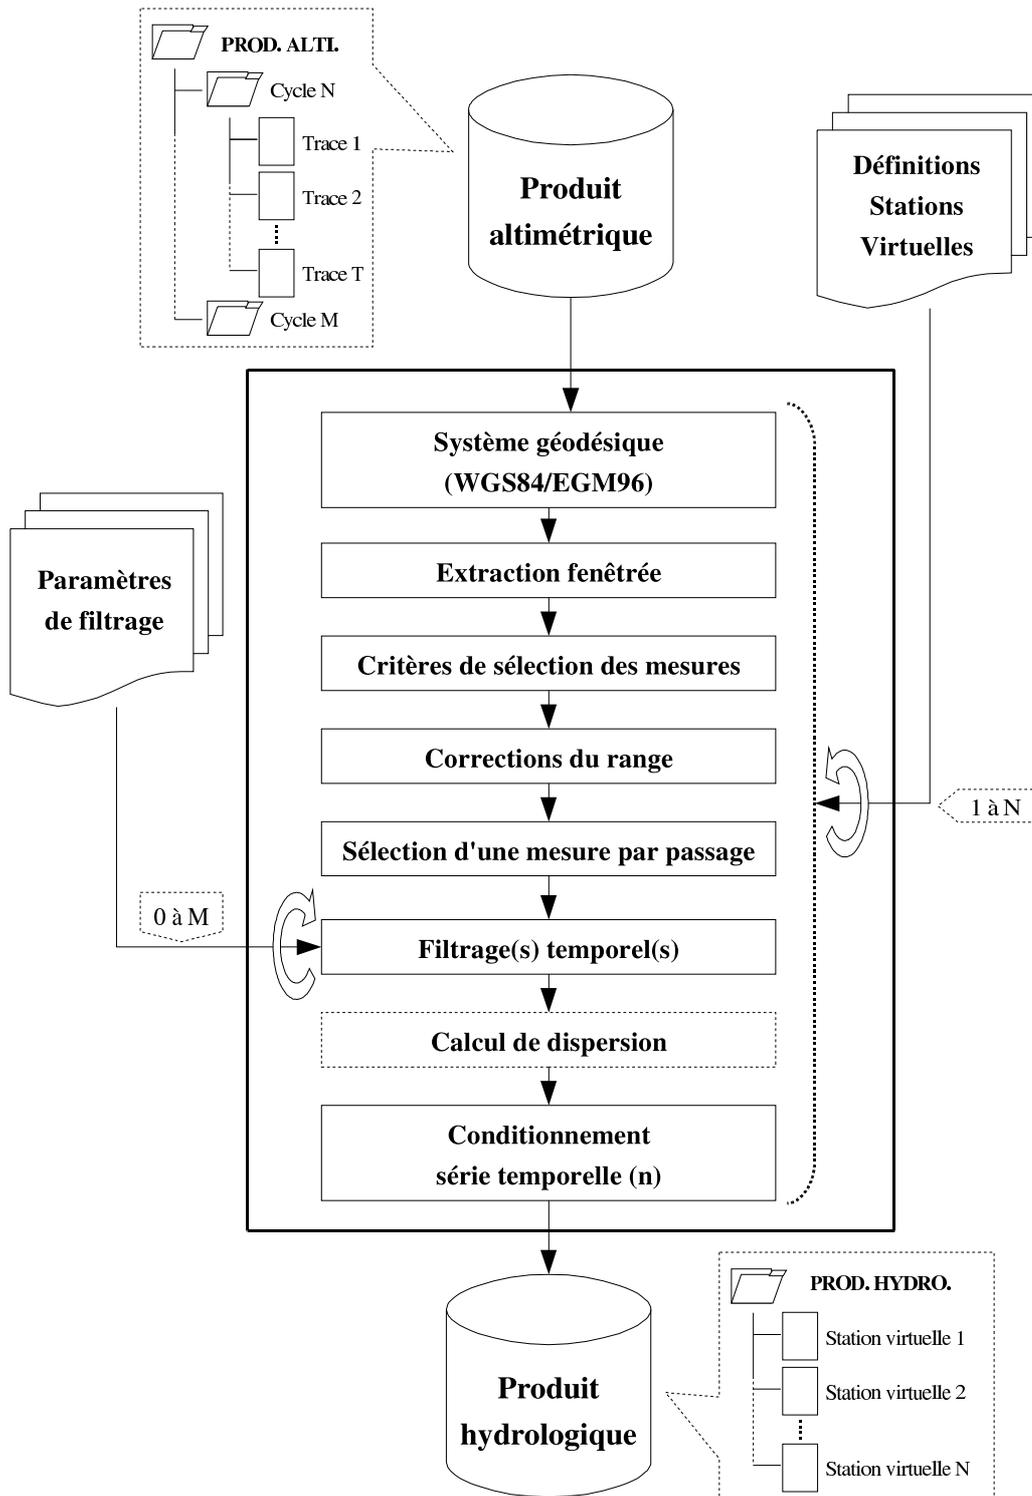 PROD. ALTI.
Cycle N
Trace 1
Trace 2
Trace T
Cycle M
Produit
altimétrique
Définitions
Stations
Virtuelles
Système géodésique
(WGS84/EGM96)
Extraction fenêtrée
Paramètres
de filtrage
Critères de sélection des mesures
Corrections du range
1 à N
Sélection d'une mesure par passage
0 à M
Filtrage(s) temporel(s)
Calcul de dispersion
Conditionnement
série temporelle (n)
Produit
hydrologique
PROD. HYDRO.
Station virtuelle 1
Station virtuelle 2
Station virtuelle N